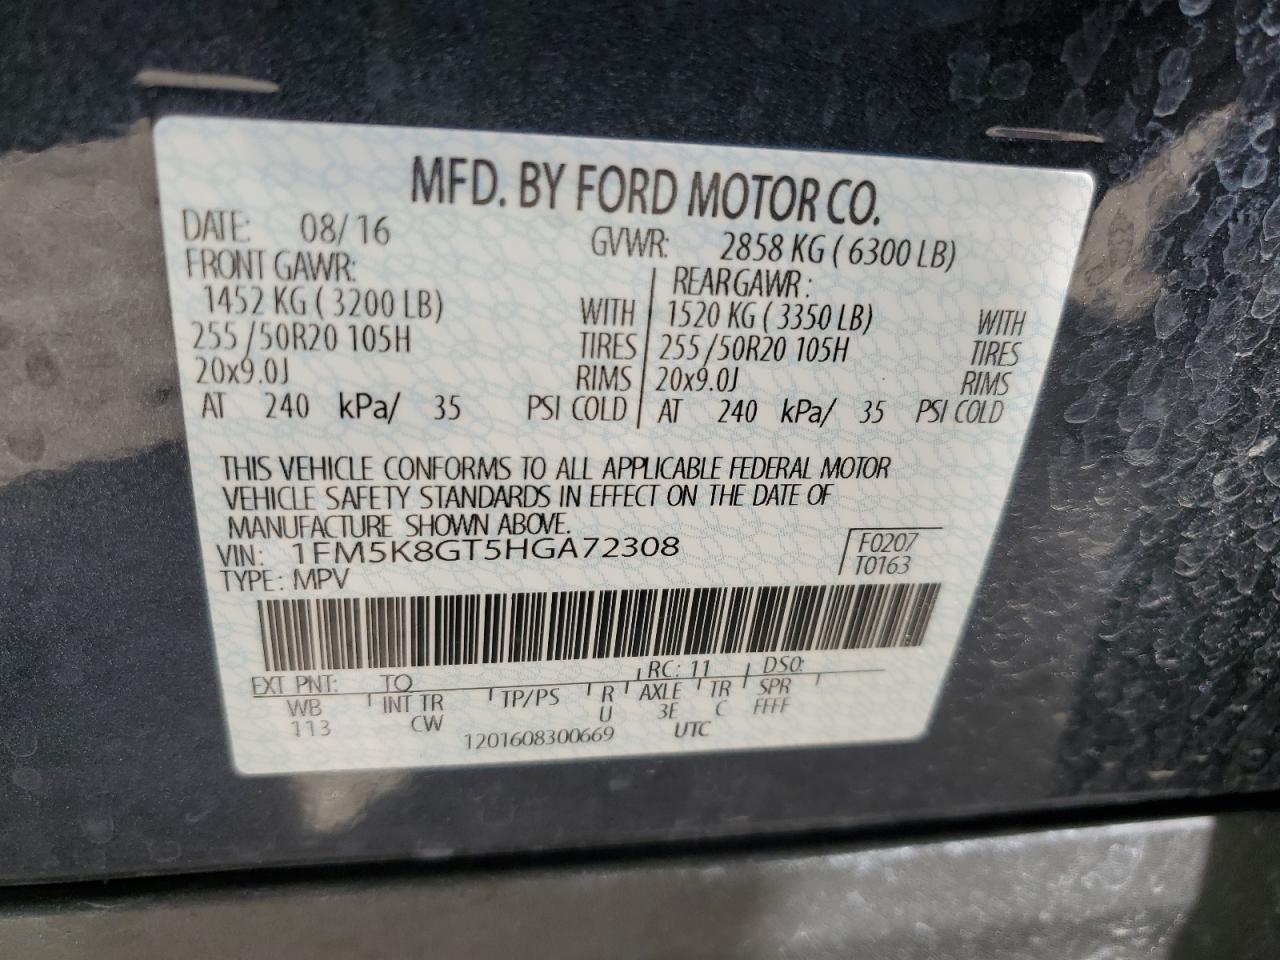 MFD. BY FORD MOTOR CO.
DATE: 08/16 GVWR: 2858 KG (6300 LB)
FRONT GAWR: REAR GAWR:
1452 KG (3200 LB) WITH 1520 KG (3350 LB) WITH
255/50R20 105H TIRES 255/50R20 105H TIRES
20x9.0J RIMS 20x9.0J RIMS
AT 240 kPa/ 35 PSI COLD AT 240 kPa/ 35 PSI COLD
THIS VEHICLE CONFORMS TO ALL APPLICABLE FEDERAL MOTOR
VEHICLE SAFETY STANDARDS IN EFFECT ON THE DATE OF
MANUFACTURE SHOWN ABOVE.
VIN: 1FM5K8GT5HGA72308 F0207
TYPE: MPV T0163
EXT PNT: TQ RC: 11 DSO:
WB INT TR TP/PS R AXLE TR SPR
113 CW U 3E C FFFF
1201608300669 UTC